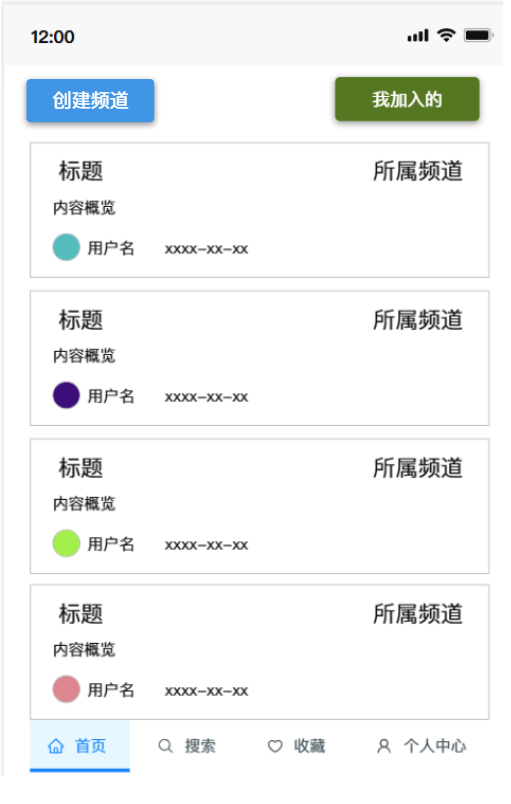 12:00
创建频道 我加入的
标题 所属频道
内容概览
用户名 xxxx-xx-xx
标题 所属频道
内容概览
用户名 xxxx-xx-xx
标题 所属频道
内容概览
用户名 xxxx-xx-xx
标题 所属频道
内容概览
用户名 xxxx-xx-xx
首页 搜索 收藏 个人中心